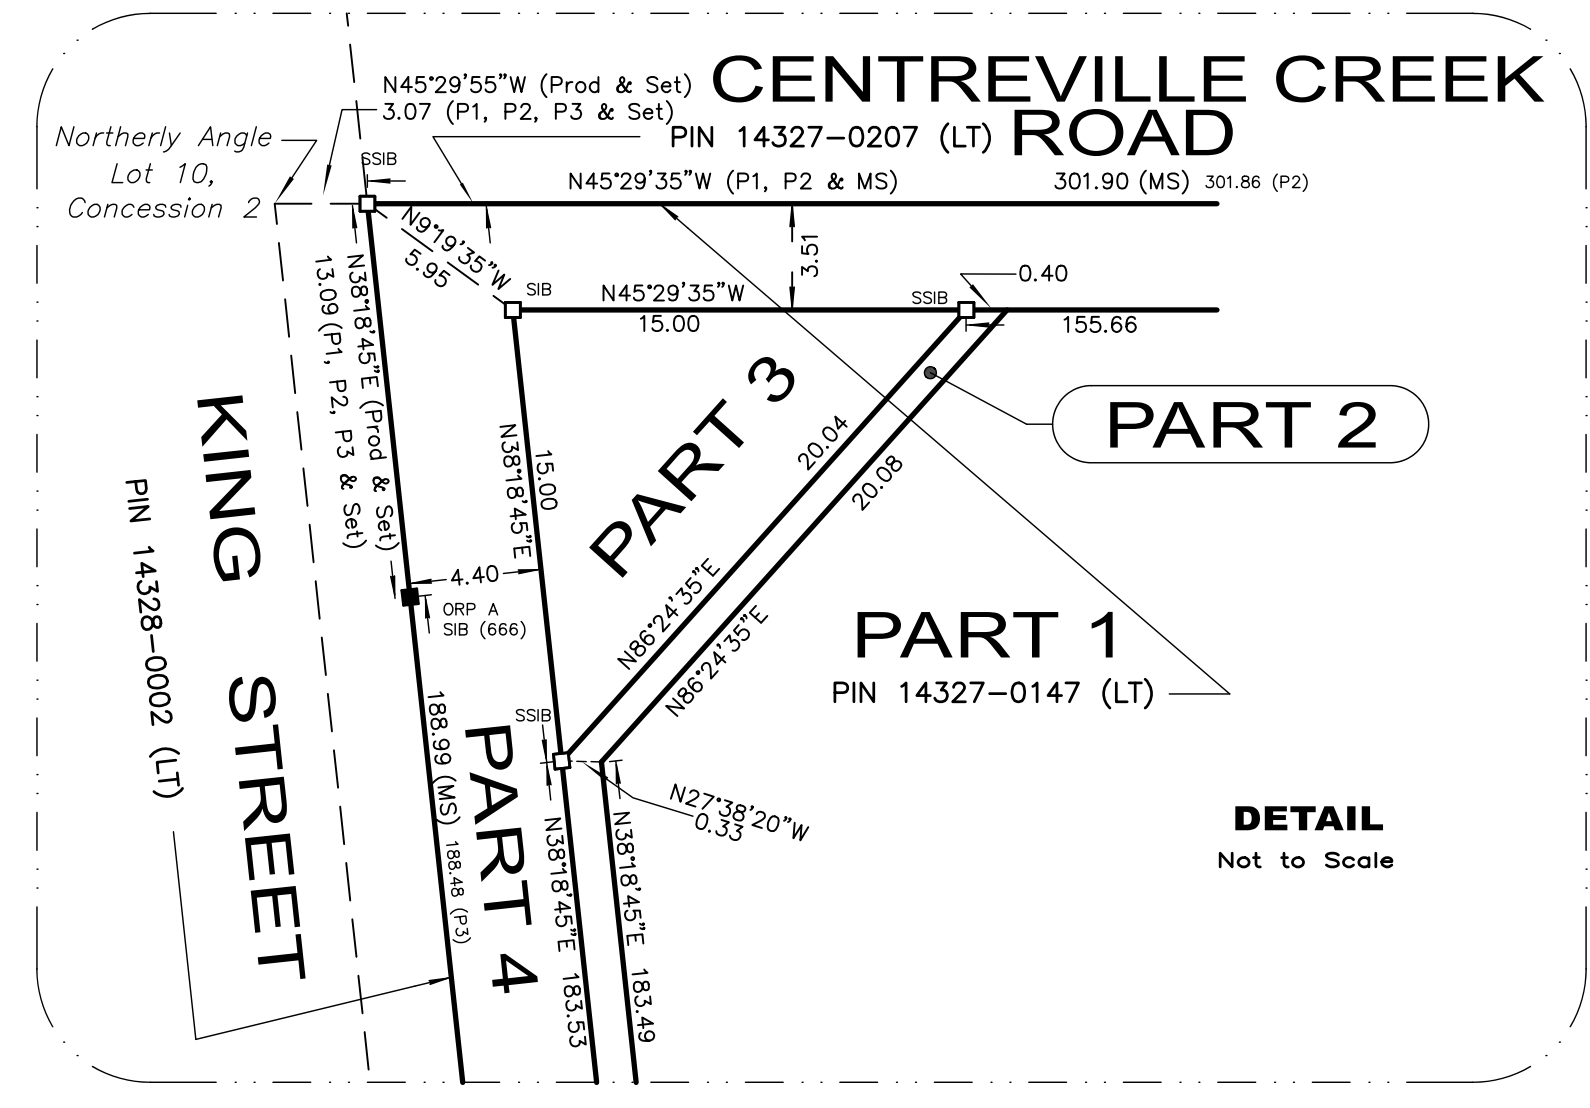 N45°29'55"W (Prod & Set)
3.07 (P1, P2, P3 & Set)
CENTREVILLE CREEK
ROAD
PIN 14327-0207 (LT)
Northerly Angle
Lot 10,
Concession 2
SSIB
N45°29'35"W (P1, P2 & MS)
301.90 (MS)
301.86 (P2)
N9°19'35"W
5.95
3.51
SIB
N45°29'35"W
15.00
SSIB
0.40
155.66
N38°18'45"E (Prod & Set)
13.09 (P1, P2, P3 & Set)
PART 3
PART 2
KING STREET
PIN 14328-0002 (LT)
15.00
N38°18'45"E
20.04
20.08
N86°24'35"E
N86°24'35"E
4.40
ORP A
SIB (666)
PART 1
PIN 14327-0147 (LT)
188.99 (MS)
188.48 (P3)
PART 4
SSIB
N27°38'20"W
0.33
N38°18'45"E 183.53
N38°18'45"E 183.49
DETAIL
Not to Scale